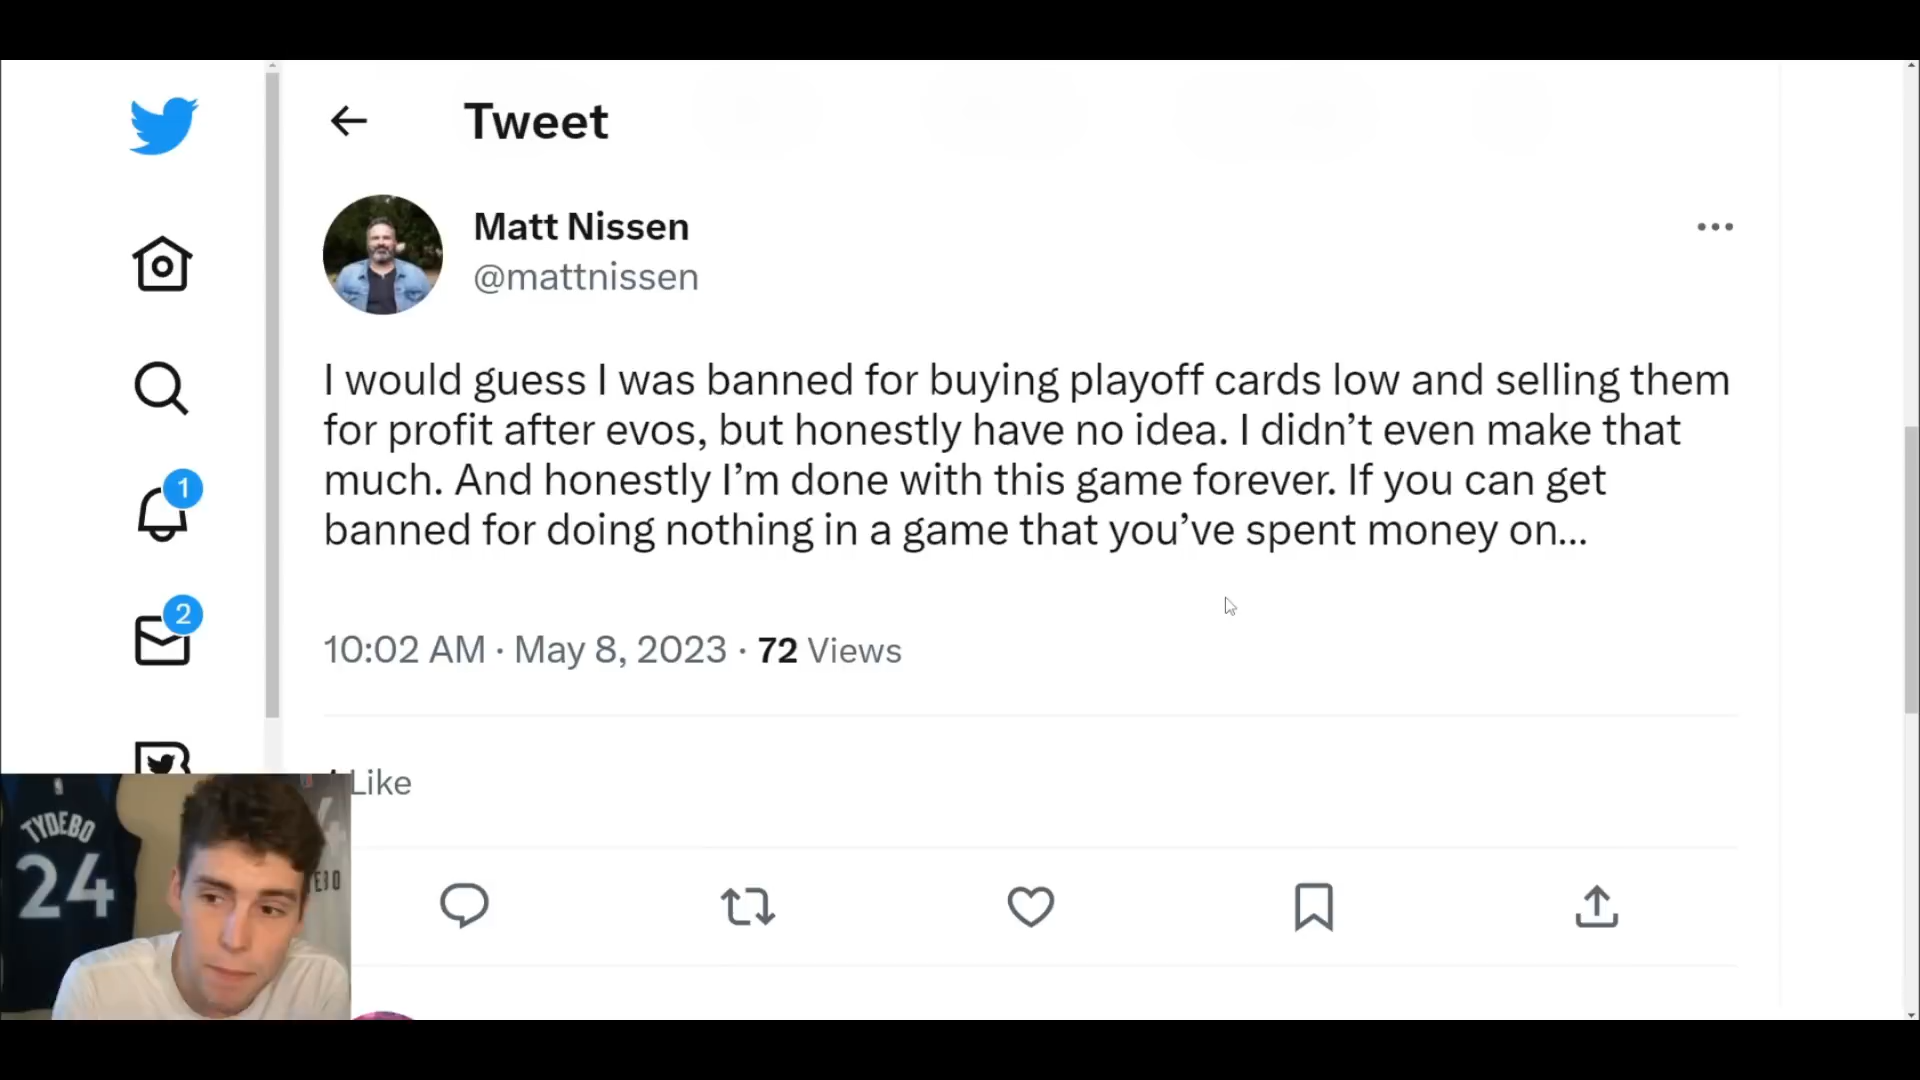 Tweet
Matt Nissen
@mattnissen
I would guess I was banned for buying playoff cards low and selling them
for profit after evos, but honestly have no idea. I didn’t even make that
much. And honestly I’m done with this game forever. If you can get
banned for doing nothing in a game that you’ve spent money on...
1
2
10:02 AM · May 8, 2023 · 72 Views
Like
TYDEBO
24